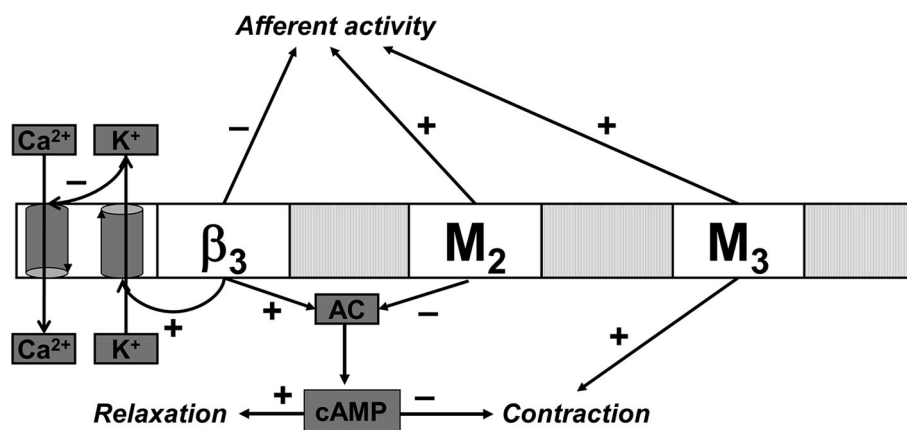 Afferent activity
− + +
Ca²⁺ K⁺
−
β₃ M₂ M₃
+ + AC − +
Ca²⁺ K⁺
+ −
Relaxation cAMP Contraction